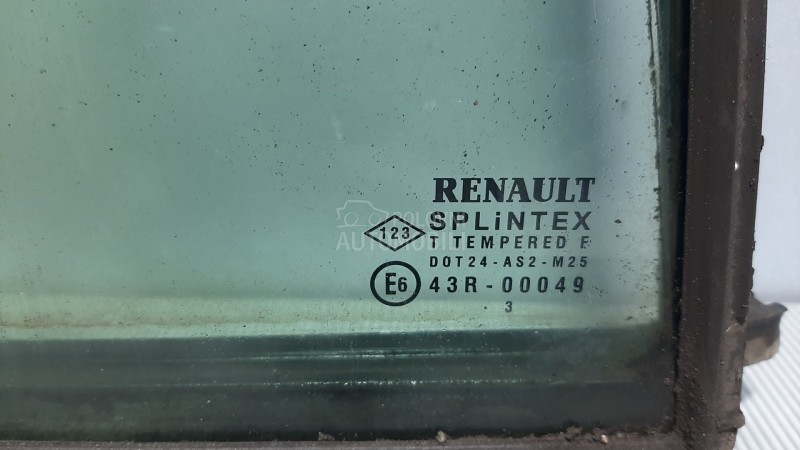 RENAULT
SPLiNTEX
123
T TEMPERED F
DOT24-AS2-M25
E6 43R-00049
3